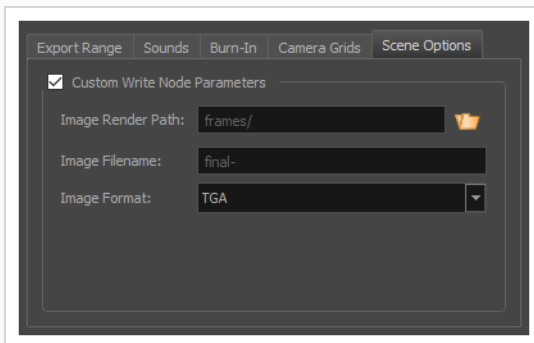 Export Range Sounds Burn-In Camera Grids Scene Options
Custom Write Node Parameters
Image Render Path: frames/
Image Filename: final-
Image Format: TGA